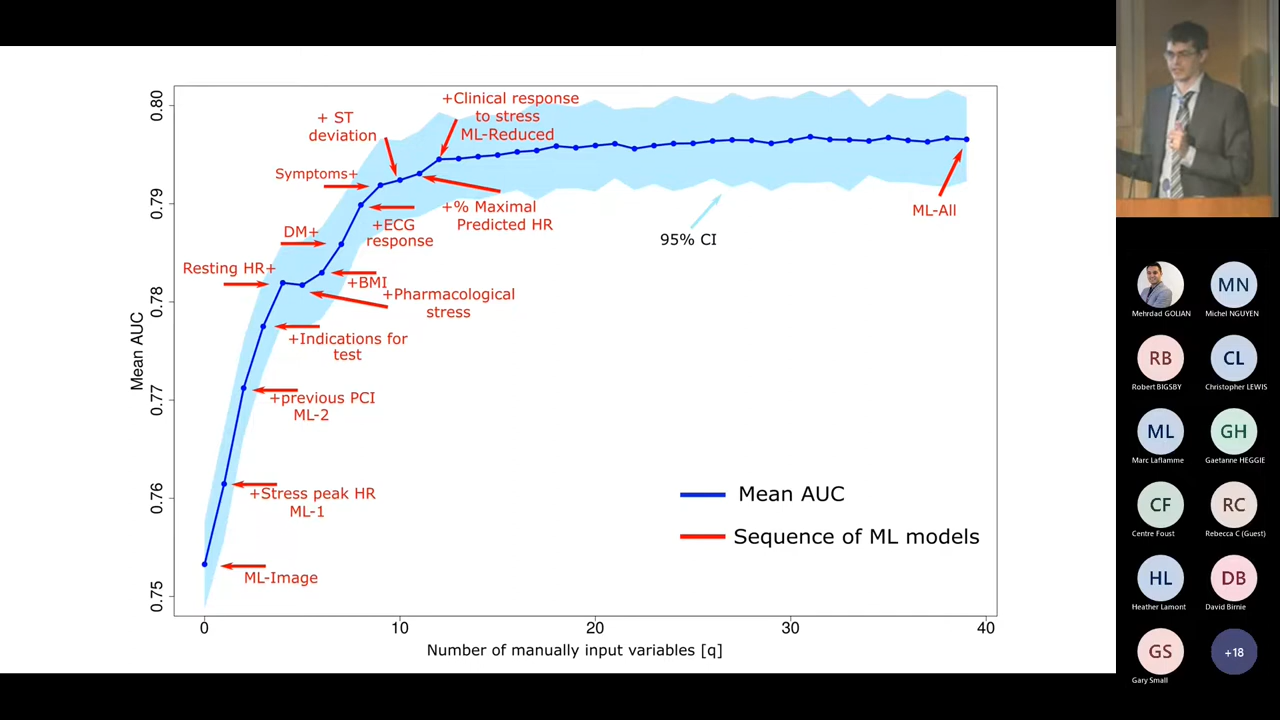 0.80
0.79
0.78
0.77
0.76
0.75
Mean AUC
0
10
20
30
40
Number of manually input variables [q]
+Clinical response
to stress
ML-Reduced
+ ST
deviation
Symptoms+
+% Maximal
Predicted HR
+ECG
response
DM+
Resting HR+
+BMI
+Pharmacological
stress
+Indications for
test
+previous PCI
ML-2
+Stress peak HR
ML-1
ML-Image
ML-All
95% CI
Mean AUC
Sequence of ML models
Mehrdad GOLIAN
MN
Michel NGUYEN
RB
Robert BIGSBY
CL
Christopher LEWIS
ML
Marc Laflamme
GH
Gaetanne HEGGIE
CF
Centre Foust
RC
Rebecca C (Guest)
HL
Heather Lamont
DB
David Birnie
GS
Gary Small
+18